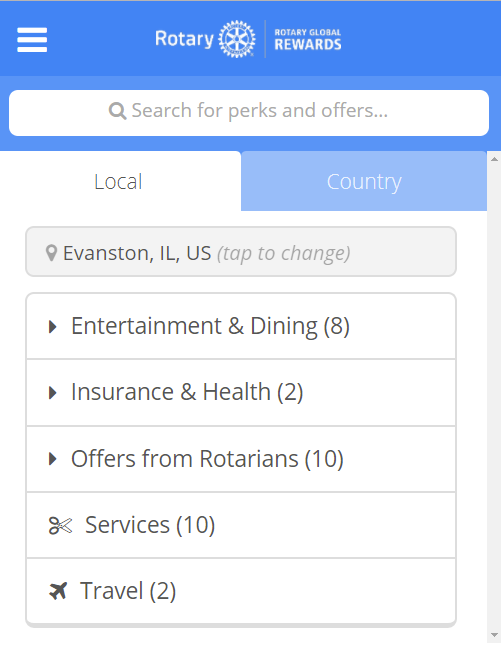 Rotary
ROTARY GLOBAL
REWARDS
Search for perks and offers...
Local
Country
Evanston, IL, US (tap to change)
Entertainment & Dining (8)
Insurance & Health (2)
Offers from Rotarians (10)
Services (10)
Travel (2)